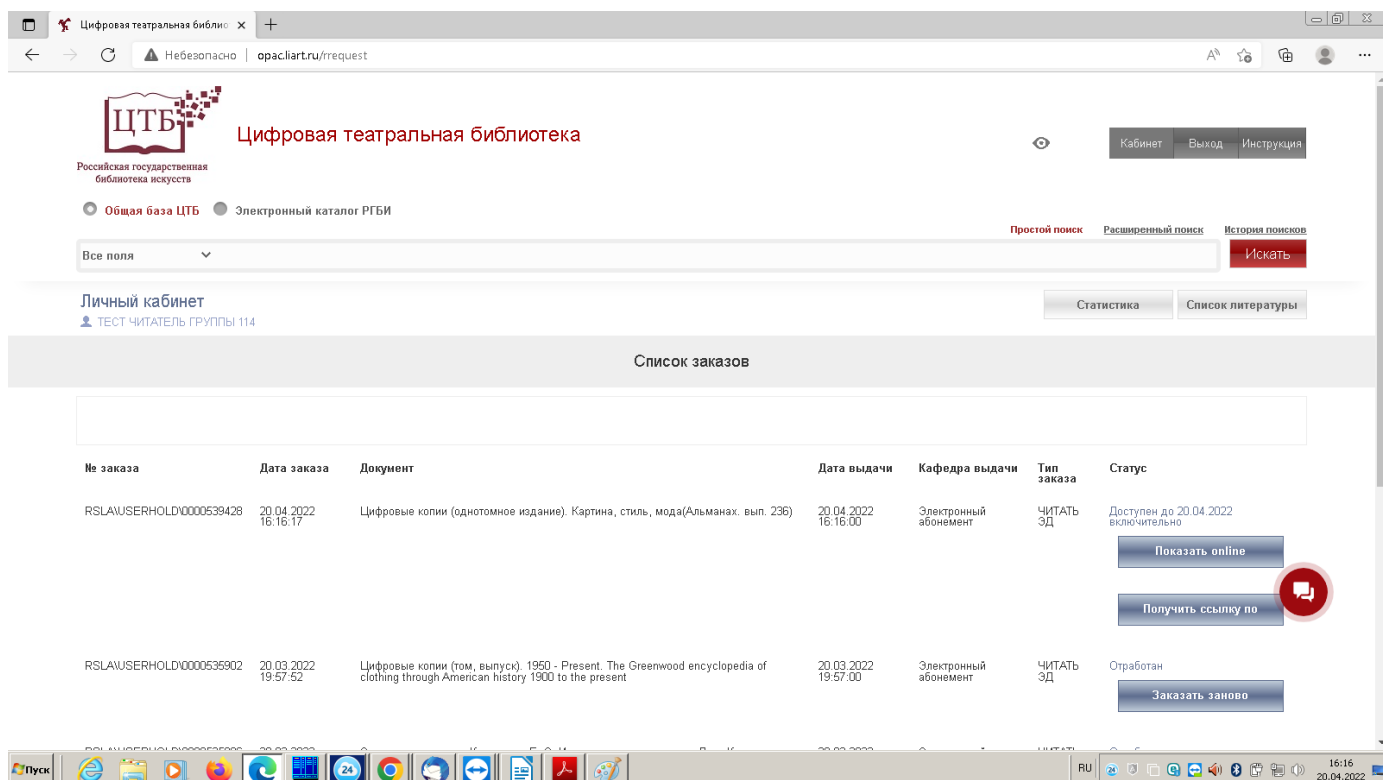 Цифровая театральная библио
Небезопасно | opac.liart.ru/rrequest
ЦТБ
Российская государственная
библиотека искусств
Цифровая театральная библиотека
Кабинет Выход Инструкция
Общая база ЦТБ Электронный каталог РГБИ
Простой поиск Расширенный поиск История поисков
Все поля Искать
Личный кабинет
ТЕСТ ЧИТАТЕЛЬ ГРУППЫ 114
Статистика Список литературы
Список заказов
№ заказа Дата заказа Документ Дата выдачи Кафедра выдачи Тип заказа Статус
RSLA\USERHOLD\0000539428 20.04.2022 16:16:17 Цифровые копии (однотомное издание). Картина, стиль, мода(Альманах. вып. 236) 20.04.2022 16:16:00 Электронный абонемент ЧИТАТЬ ЭД Доступен до 20.04.2022 включительно
Показать online
Получить ссылку по
RSLA\USERHOLD\0000535902 20.03.2022 19:57:52 Цифровые копии (том, выпуск). 1950 - Present. The Greenwood encyclopedia of clothing through American history 1900 to the present 20.03.2022 19:57:00 Электронный абонемент ЧИТАТЬ ЭД Отработан
Заказать заново
Пуск
24
RU
24
16:16
20.04.2022